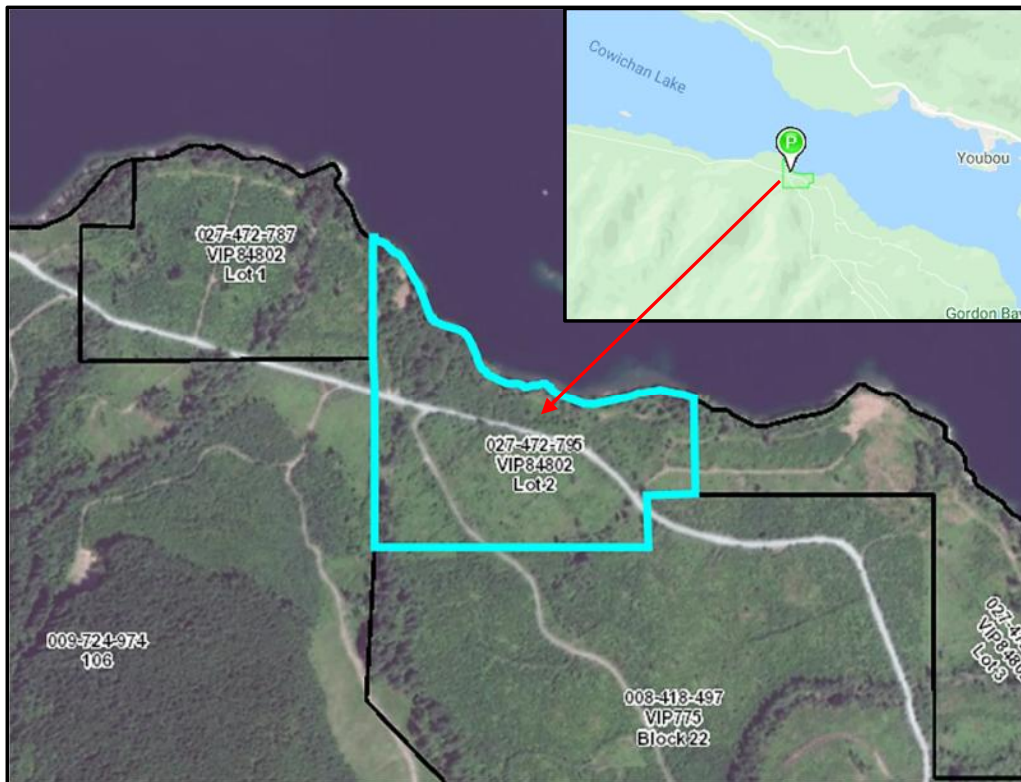 Cowichan Lake
P
Youbou
Gordon Bay
027-472-787
VIP84802
Lot 1
027-472-795
VIP84802
Lot 2
009-724-974
106
008-418-497
VIP775
Block 22
Lot 3